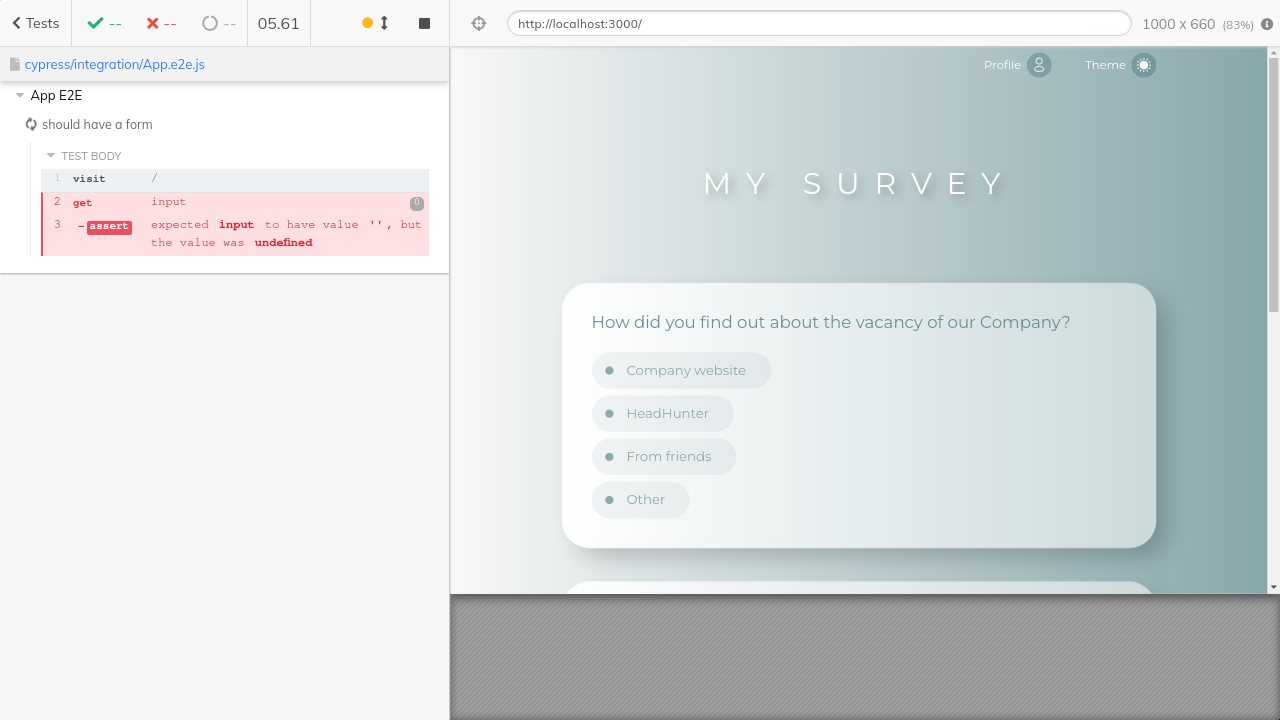 Tests -- -- -- 05.61
http://localhost:3000/ 1000 x 660 (83%)
cypress/integration/App.e2e.js
App E2E
should have a form
TEST BODY
1 visit /
2 get input 0
3 -assert expected input to have value '', but
the value was undefined
Profile Theme
MY SURVEY
How did you find out about the vacancy of our Company?
Company website
HeadHunter
From friends
Other